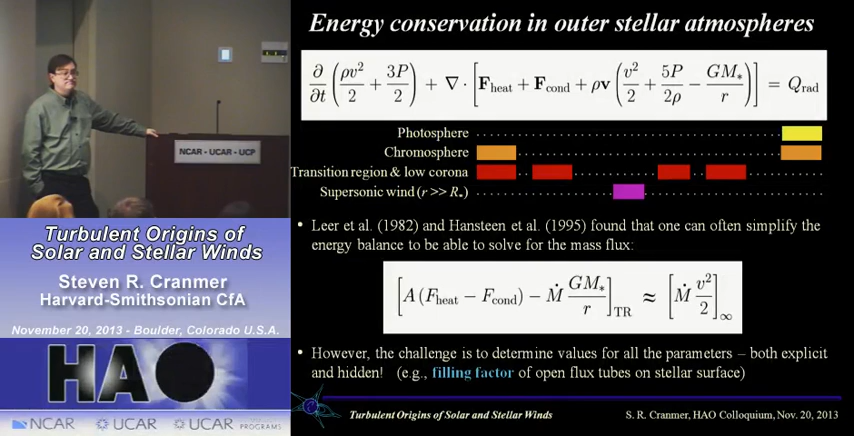 NCAR - UCAR - UCP
Turbulent Origins of
Solar and Stellar Winds
Steven R. Cranmer
Harvard-Smithsonian CfA
November 20, 2013 - Boulder, Colorado U.S.A.
HAO
NCAR UCAR UCAR PROGRAMS
Energy conservation in outer stellar atmospheres
∂/∂t (ρv²/2 + 3P/2) + ∇ · [F_heat + F_cond + ρv (v²/2 + 5P/2ρ − GM_*/r)] = Q_rad
Photosphere
Chromosphere
Transition region & low corona
Supersonic wind (r >> R*)
• Leer et al. (1982) and Hansteen et al. (1995) found that one can often simplify the
energy balance to be able to solve for the mass flux:
[A (F_heat − F_cond) − Ṁ GM_*/r]_TR ≈ [Ṁ v²/2]_∞
• However, the challenge is to determine values for all the parameters – both explicit
and hidden! (e.g., filling factor of open flux tubes on stellar surface)
Turbulent Origins of Solar and Stellar Winds
S. R. Cranmer, HAO Colloquium, Nov. 20, 2013